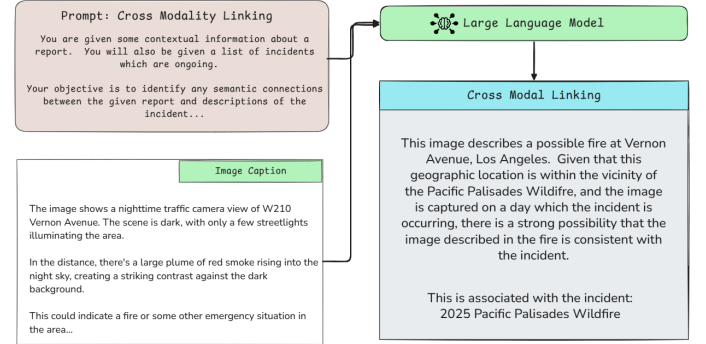 Prompt: Cross Modality Linking
You are given some contextual information about a
report. You will also be given a list of incidents
which are ongoing.
Your objective is to identify any semantic connections
between the given report and descriptions of the
incident...
Image Caption
The image shows a nighttime traffic camera view of W210
Vernon Avenue. The scene is dark, with only a few streetlights
illuminating the area.
In the distance, there's a large plume of red smoke rising into the
night sky, creating a striking contrast against the dark
background.
This could indicate a fire or some other emergency situation in
the area...
Large Language Model
Cross Modal Linking
This image describes a possible fire at Vernon
Avenue, Los Angeles. Given that this
geographic location is within the vicinity of
the Pacific Palisades Wildifre, and the image
is captured on a day which the incident is
occurring, there is a strong possibility that the
image described in the fire is consistent with
the incident.
This is associated with the incident:
2025 Pacific Palisades Wildfire